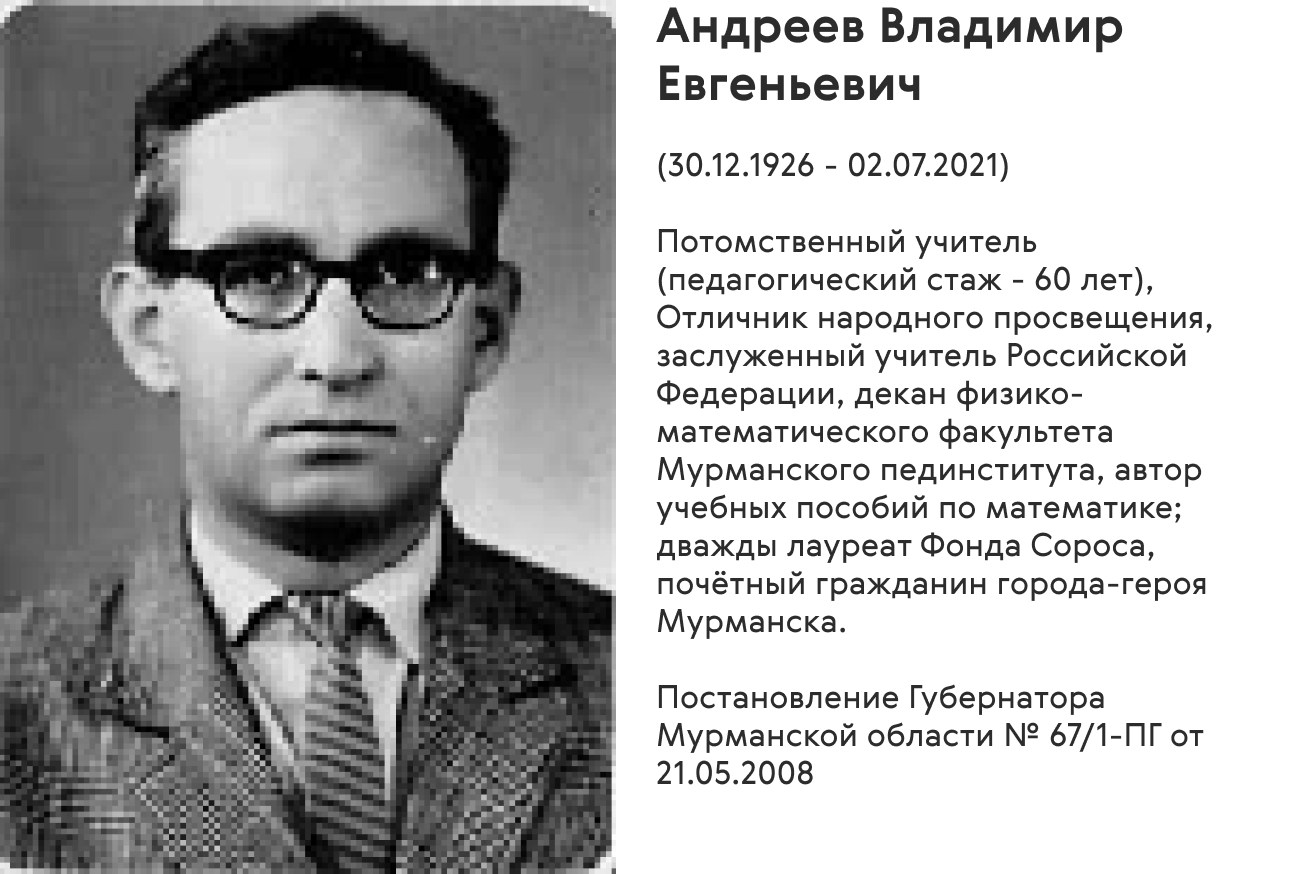 Андреев Владимир
Евгеньевич
(30.12.1926 - 02.07.2021)
Потомственный учитель
(педагогический стаж - 60 лет),
Отличник народного просвещения,
заслуженный учитель Российской
Федерации, декан физико-
математического факультета
Мурманского пединститута, автор
учебных пособий по математике;
дважды лауреат Фонда Сороса,
почётный гражданин города-героя
Мурманска.
Постановление Губернатора
Мурманской области № 67/1-ПГ от
21.05.2008